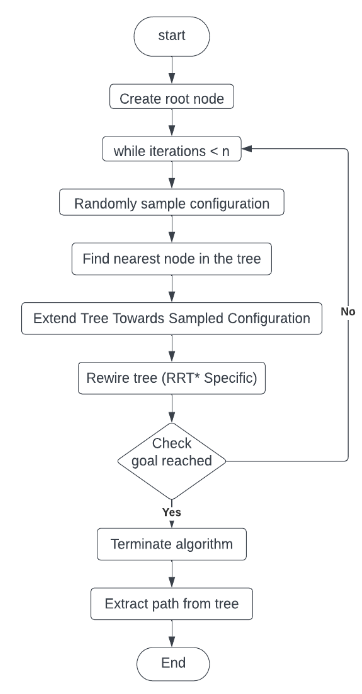 start
Create root node
while iterations < n
Randomly sample configuration
Find nearest node in the tree
Extend Tree Towards Sampled Configuration
No
Rewire tree (RRT* Specific)
Check
goal reached
Yes
Terminate algorithm
Extract path from tree
End